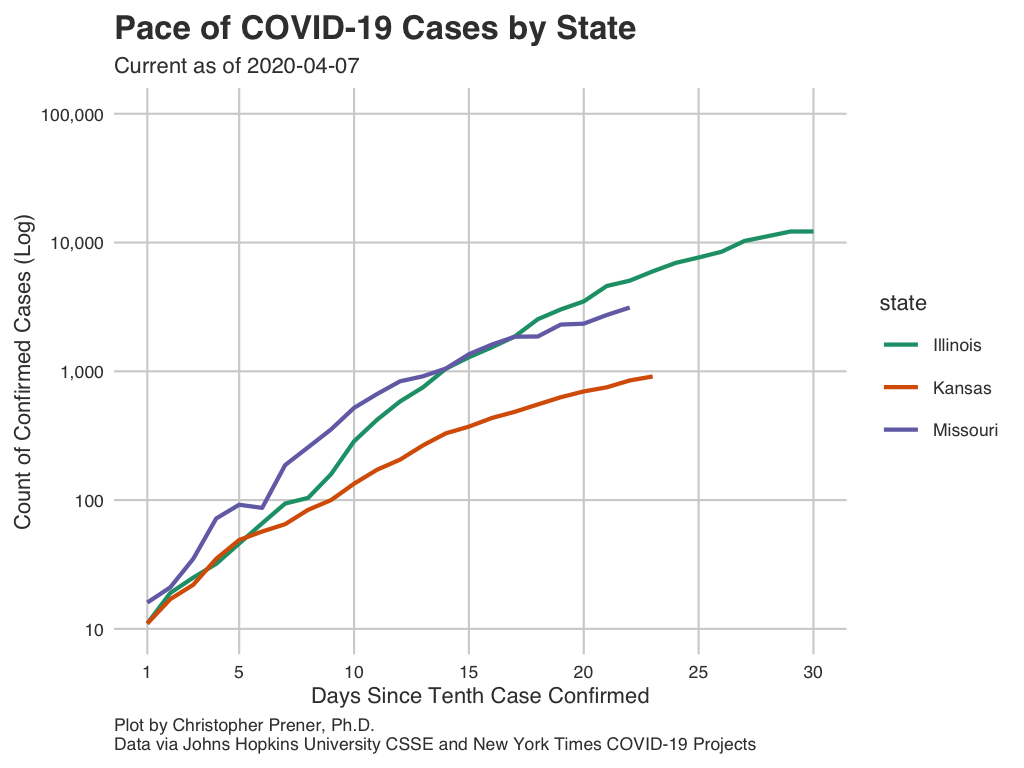 Pace of COVID-19 Cases by State
Current as of 2020-04-07
Count of Confirmed Cases (Log)
100,000
10,000
1,000
100
10
1 5 10 15 20 25 30
Days Since Tenth Case Confirmed
state
Illinois
Kansas
Missouri
Plot by Christopher Prener, Ph.D.
Data via Johns Hopkins University CSSE and New York Times COVID-19 Projects